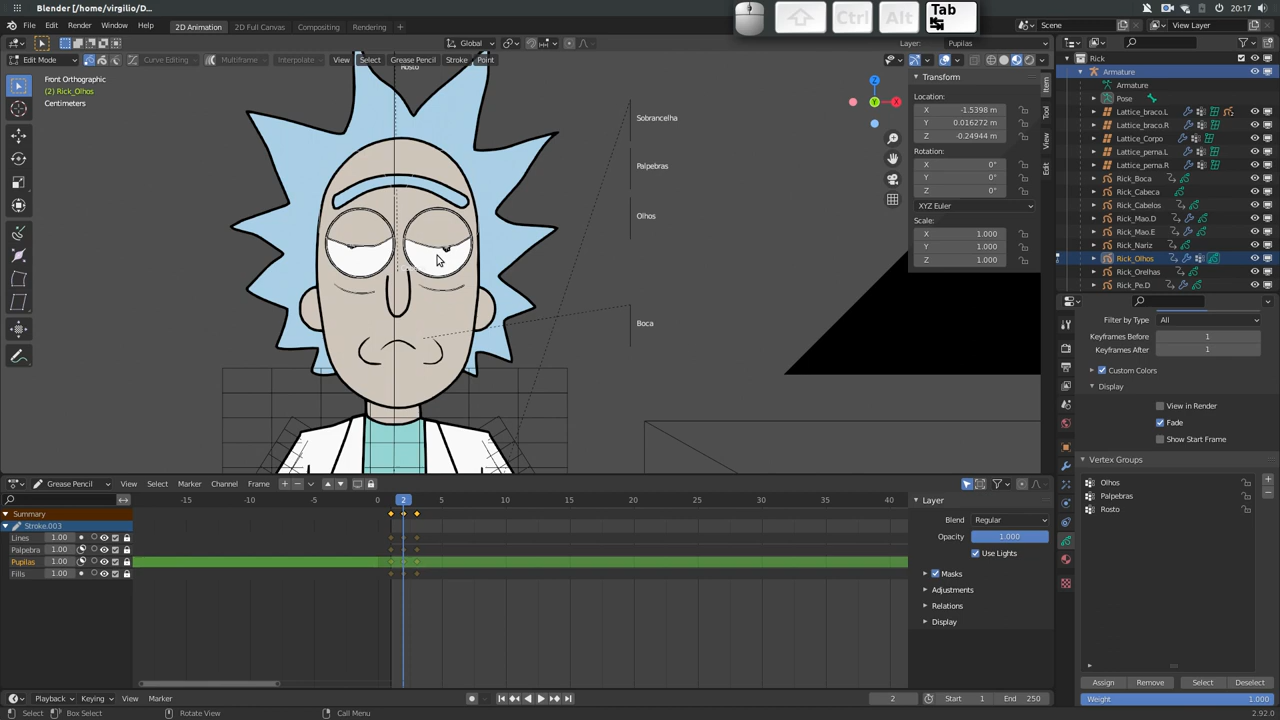 Blender [/home/virgilio/D...
20:17
Ctrl
Alt
Tab
File Edit Render Window Help
2D Animation 2D Full Canvas Compositing Rendering
Scene
View Layer
Global
Layer: Pupilas
Edit Mode
Curve Editing
Multiframe
Interpolate
View Select Grease Pencil Stroke Point
Rosto
Front Orthographic
(2) Rick_Olhos
Centimeters
Sobrancelha
Palpebras
Olhos
Boca
Z
Y
X
Transform
Location:
X -1.5398 m
Y 0.016272 m
Z -0.24944 m
Rotation:
X 0°
Y 0°
Z 0°
XYZ Euler
Scale:
X 1.000
Y 1.000
Z 1.000
Item
Tool
View
Edit
Rick
Armature
Armature
Pose
Lattice_braco.L
Lattice_braco.R
Lattice_Corpo
Lattice_perna.L
Lattice_perna.R
Rick_Boca
Rick_Cabeca
Rick_Cabelos
Rick_Mao.D
Rick_Mao.E
Rick_Nariz
Rick_Olhos
Rick_Orelhas
Rick_Pe.D
Filter by Type All
Keyframes Before 1
Keyframes After 1
Custom Colors
Display
View in Render
Fade
Show Start Frame
Vertex Groups
Olhos
Palpebras
Rosto
Assign Remove Select Deselect
Weight 1.000
Grease Pencil
View Select Marker Channel Frame
-15 -10 -5 0 2 5 10 15 20 25 30 35 40
Summary
Stroke.003
Lines 1.00
Palpebra 1.00
Pupilas 1.00
Fills 1.00
Layer
Blend Regular
Opacity 1.000
Use Lights
Masks
Adjustments
Relations
Display
Playback Keying View Marker
2
Start 1
End 250
Select
Box Select
Rotate View
Call Menu
2.92.0